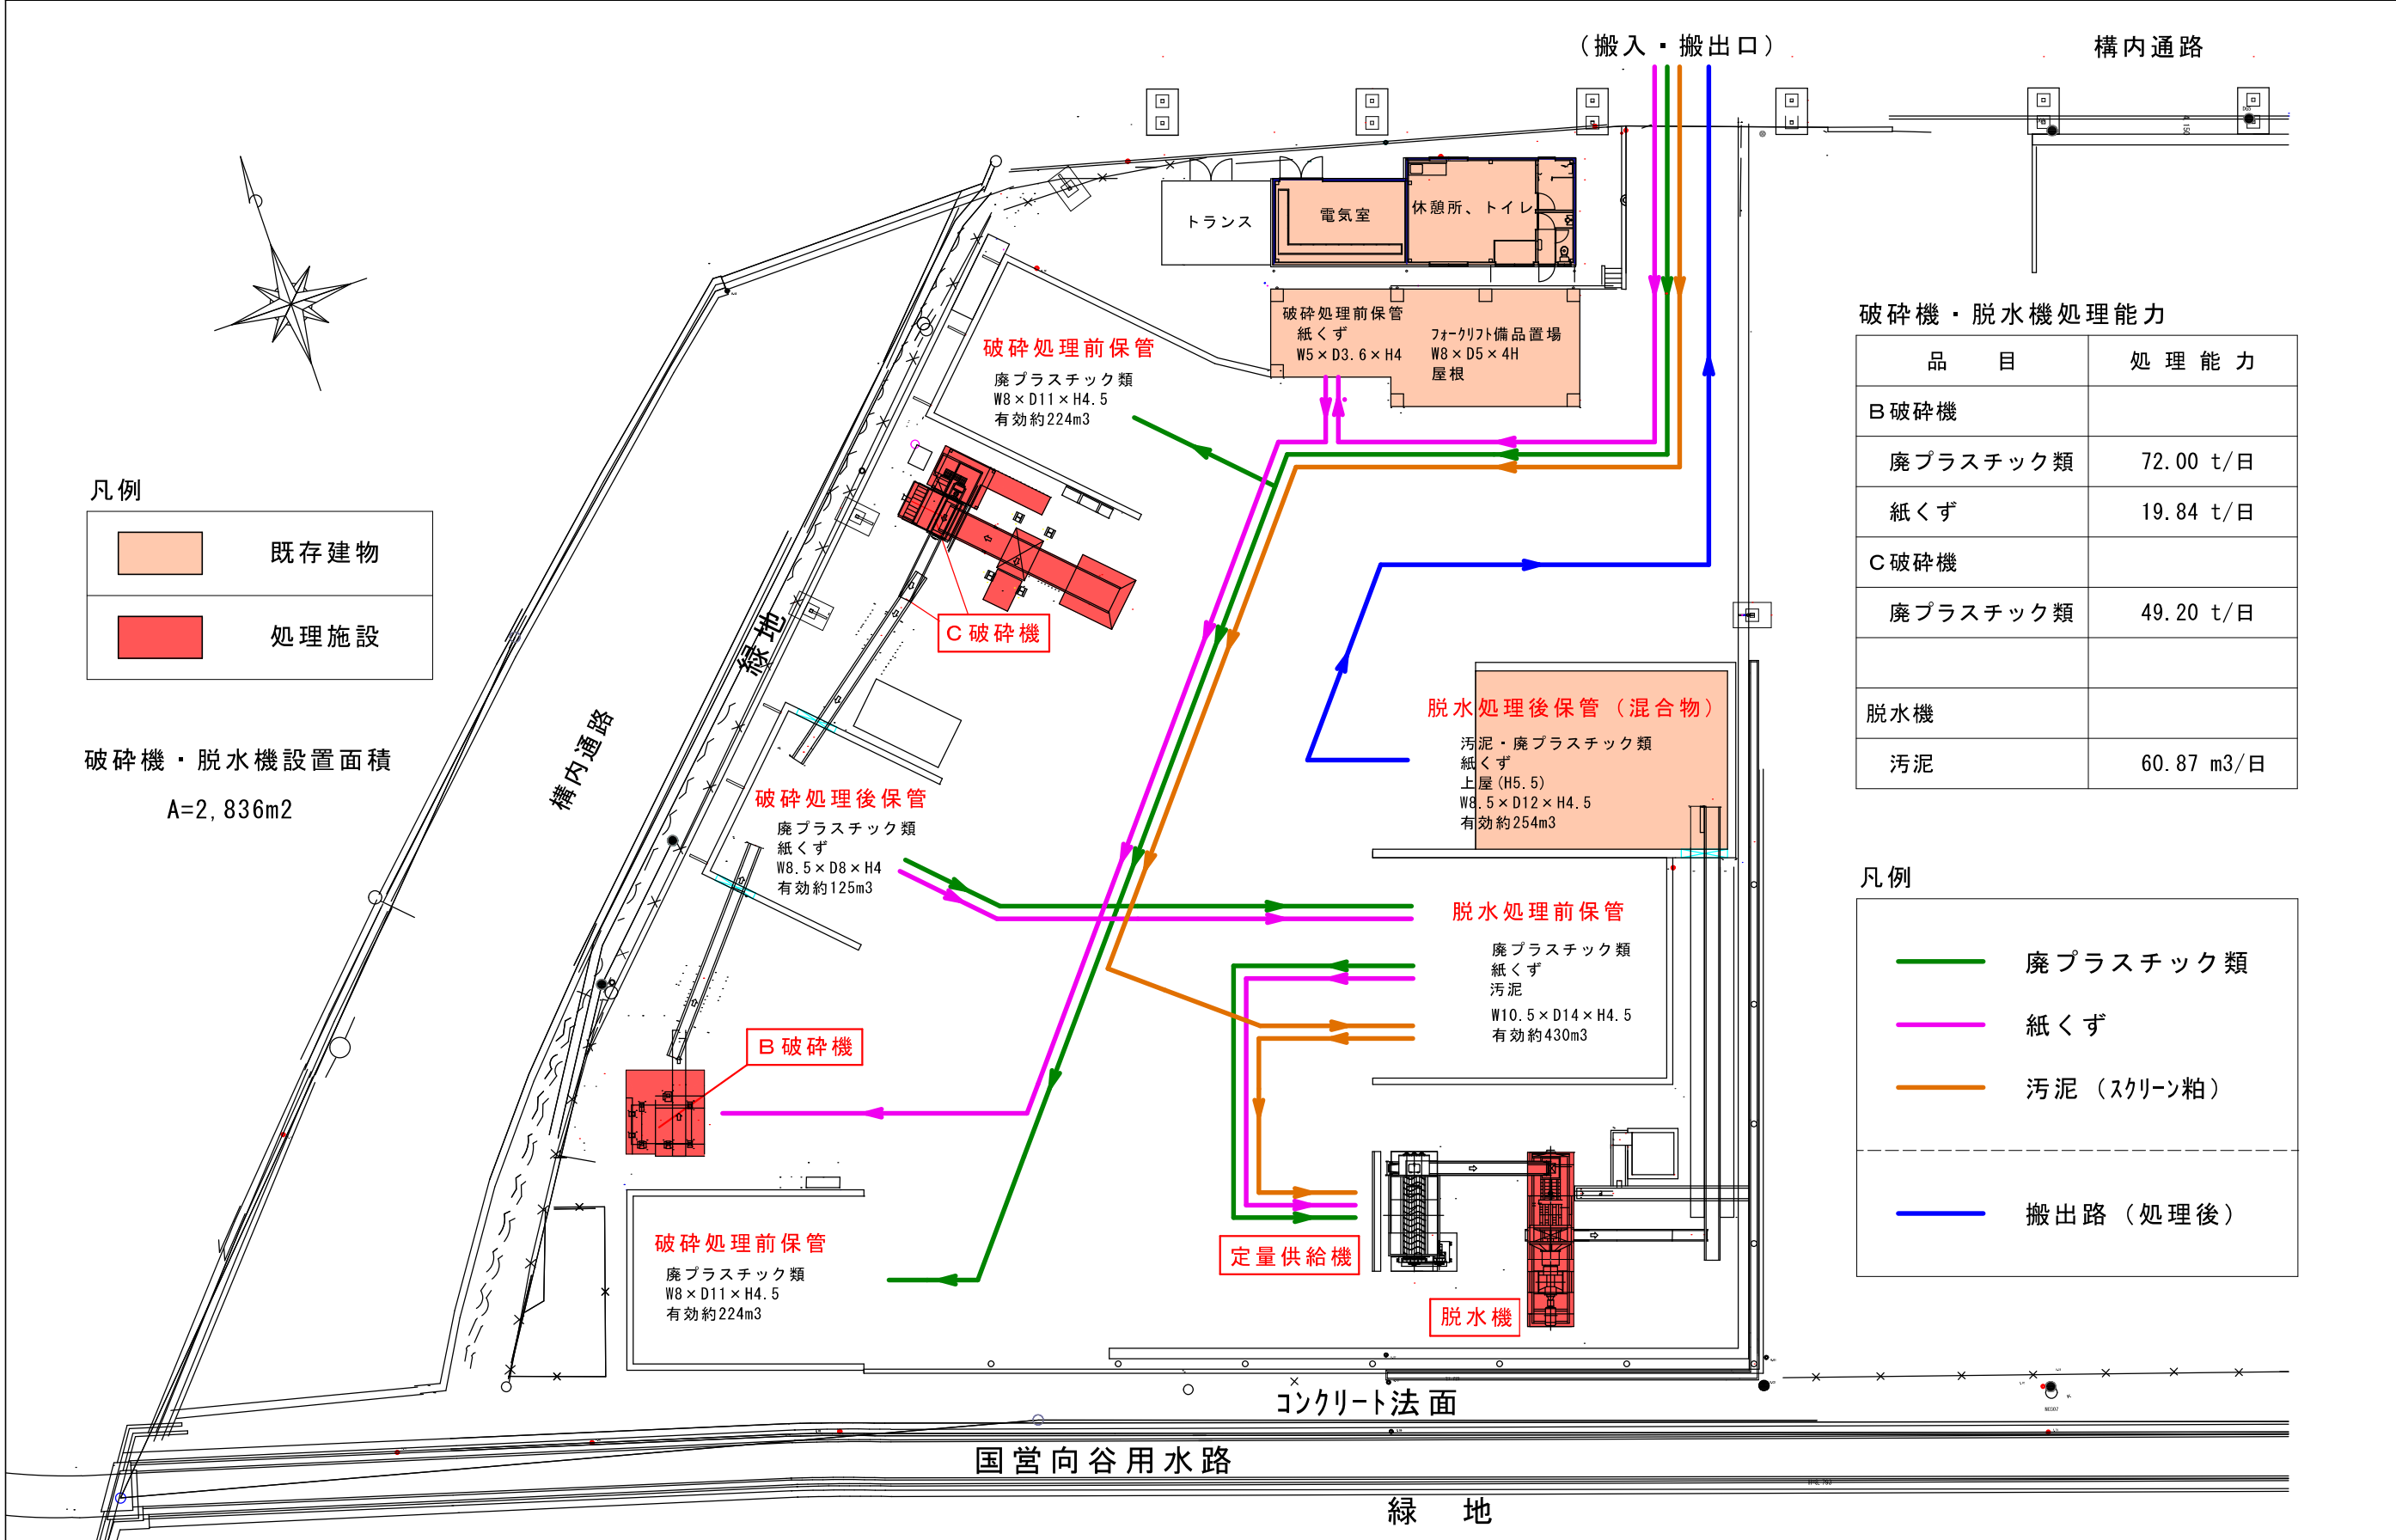 （搬入・搬出口）
構内通路
トランス
電気室
休憩所、トイレ
破砕処理前保管
紙くず
W5×D3.6×H4
ﾌｫｰｸﾘﾌﾄ備品置場
W8×D5×4H
屋根
破砕処理前保管
廃プラスチック類
W8×D11×H4.5
有効約224m3
破砕機・脱水機処理能力
品　目　処理能力
Ｂ破砕機
廃プラスチック類　72.00 t/日
紙くず　19.84 t/日
Ｃ破砕機
廃プラスチック類　49.20 t/日
脱水機
汚泥　60.87 m3/日
凡例
既存建物
処理施設
破砕機・脱水機設置面積
A=2,836m2
構内通路
緑地
Ｃ破砕機
破砕処理後保管
廃プラスチック類
紙くず
W8.5×D8×H4
有効約125m3
脱水処理後保管（混合物）
汚泥・廃プラスチック類
紙くず
上屋(H5.5)
W8.5×D12×H4.5
有効約254m3
脱水処理前保管
廃プラスチック類
紙くず
汚泥
W10.5×D14×H4.5
有効約430m3
Ｂ破砕機
破砕処理前保管
廃プラスチック類
W8×D11×H4.5
有効約224m3
定量供給機
脱水機
凡例
廃プラスチック類
紙くず
汚泥（ｽｸﾘｰﾝ粕）
搬出路（処理後）
ｺﾝｸﾘｰﾄ法面
国営向谷用水路
緑　地